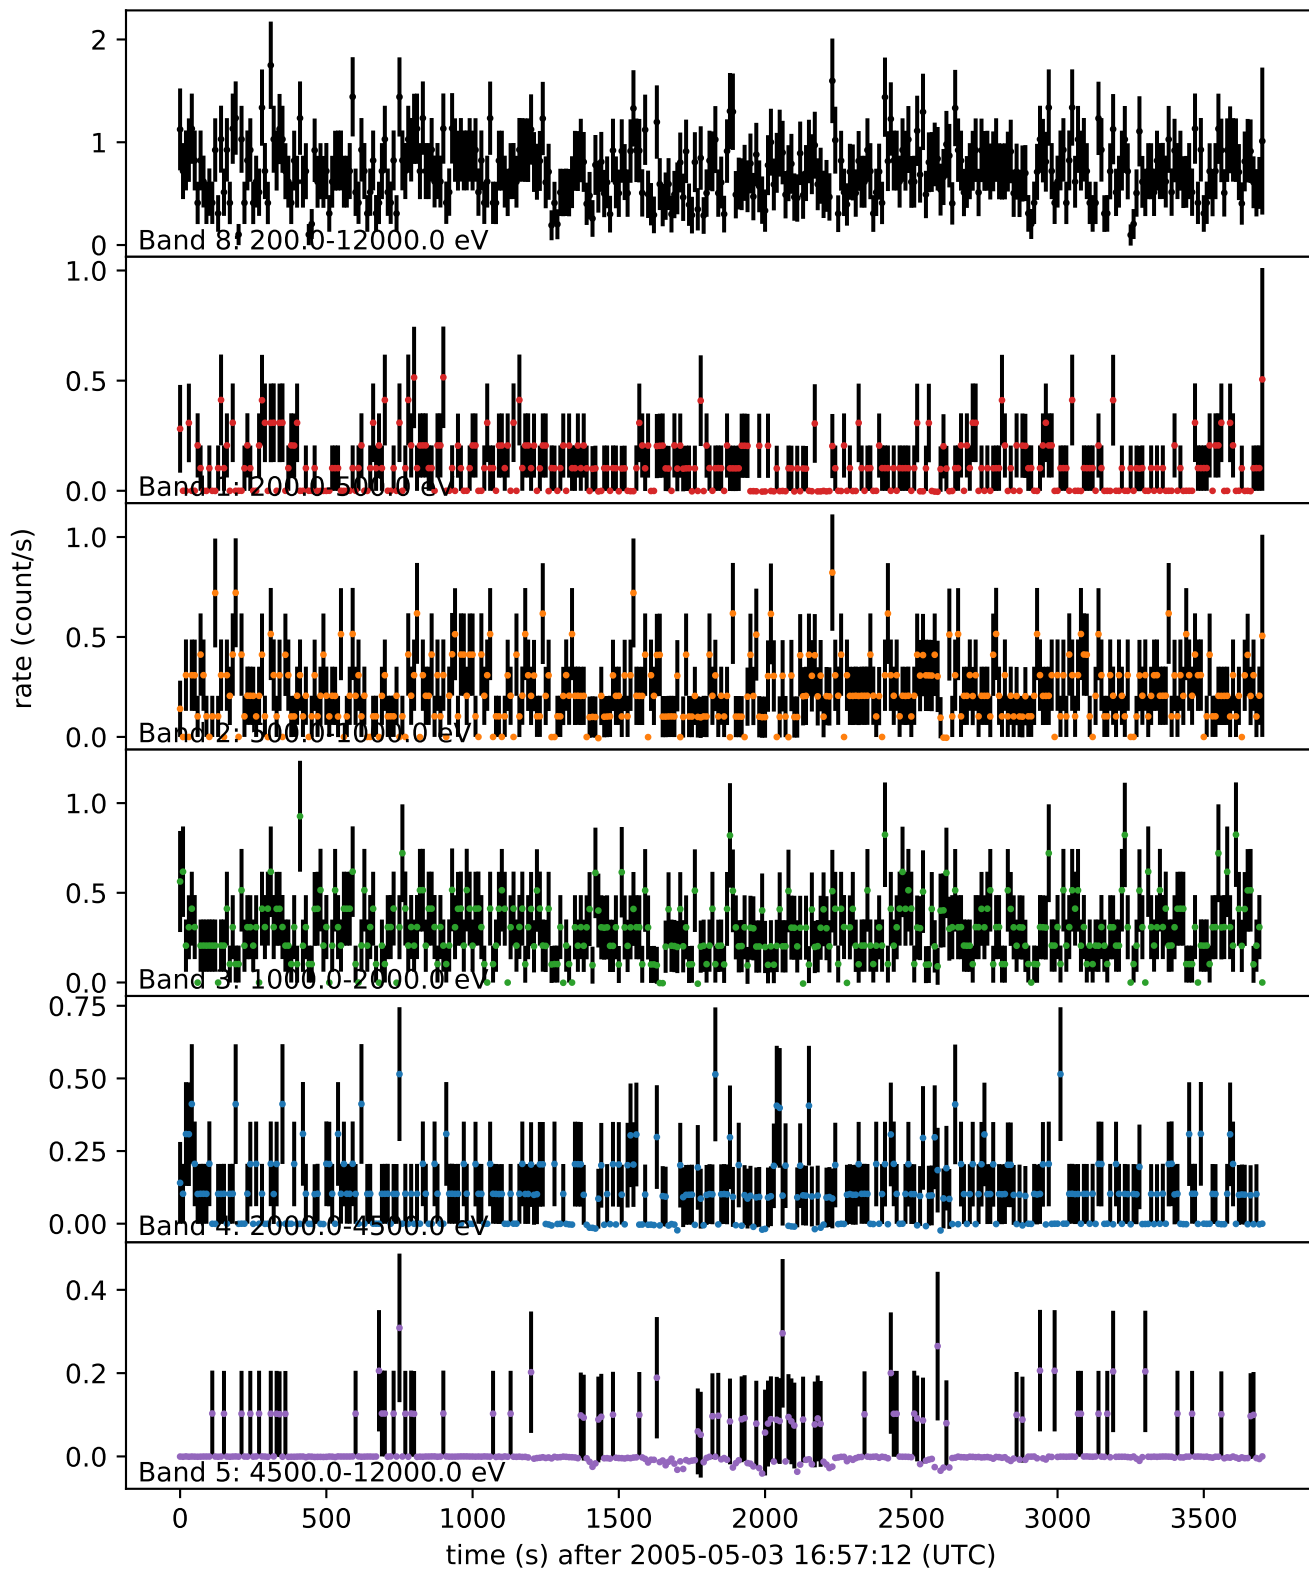 2
1
0
Band 8: 200.0-12000.0 eV
1.0
0.5
0.0
Band 1: 200.0-500.0 eV
1.0
0.5
0.0
Band 2: 500.0-1000.0 eV
rate (count/s)
1.0
0.5
0.0
Band 3: 1000.0-2000.0 eV
0.75
0.50
0.25
0.00
Band 4: 2000.0-4500.0 eV
0.4
0.2
0.0
Band 5: 4500.0-12000.0 eV
0 500 1000 1500 2000 2500 3000 3500
time (s) after 2005-05-03 16:57:12 (UTC)